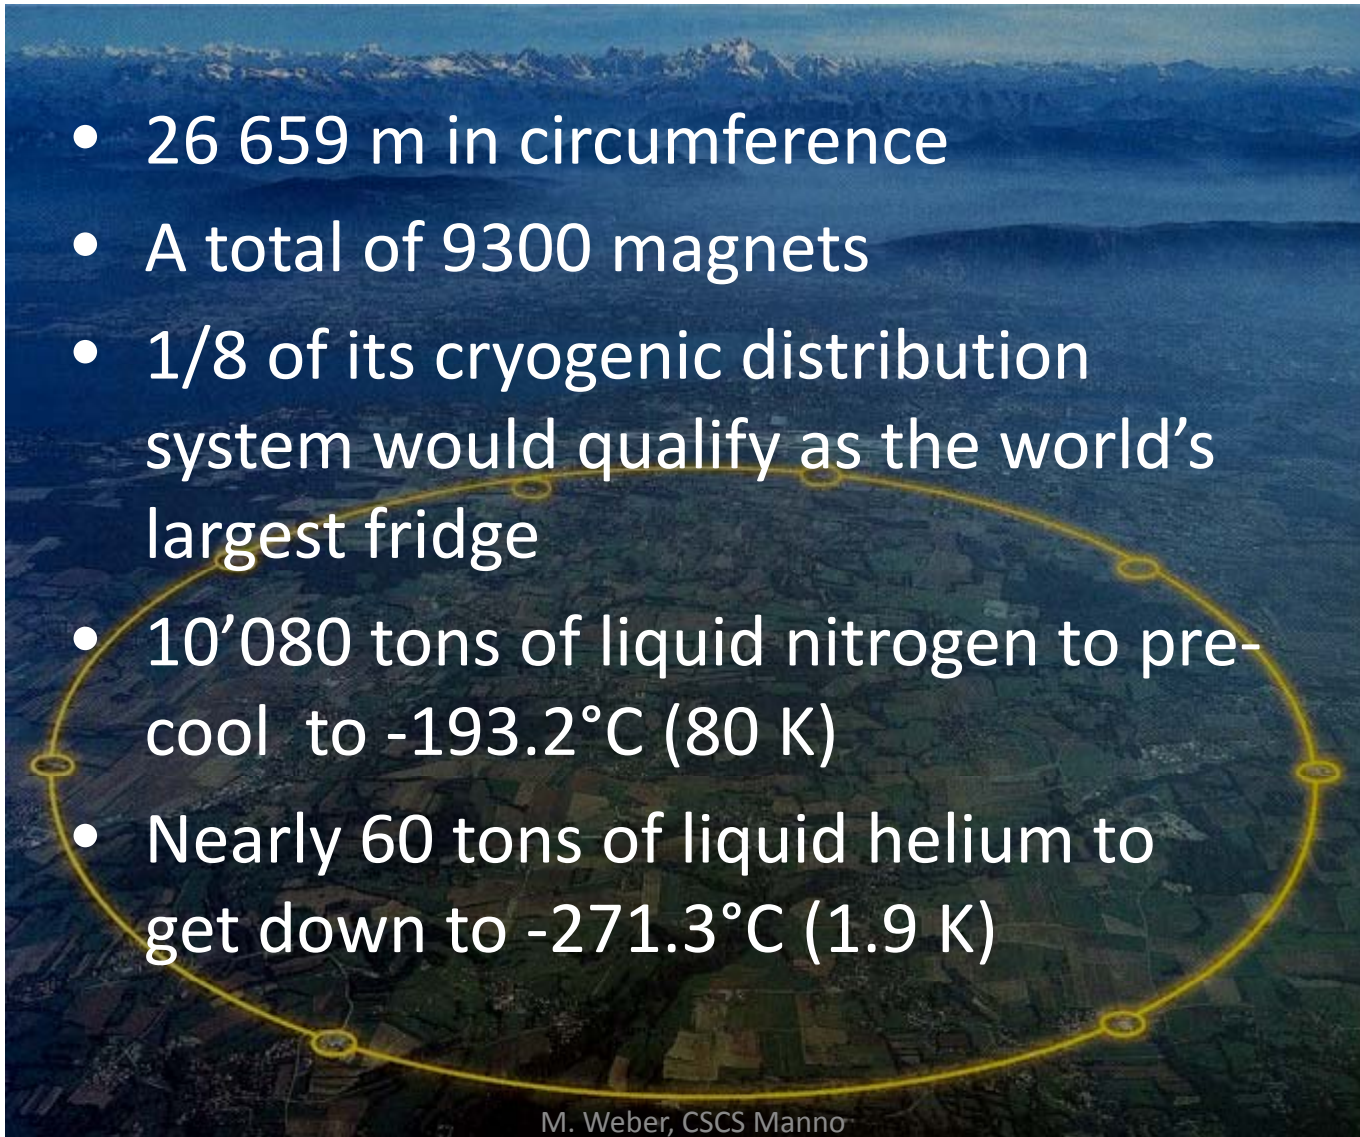 • 26 659 m in circumference
• A total of 9300 magnets
• 1/8 of its cryogenic distribution
system would qualify as the world’s
largest fridge
• 10’080 tons of liquid nitrogen to pre-
cool  to -193.2°C (80 K)
• Nearly 60 tons of liquid helium to
get down to -271.3°C (1.9 K)
M. Weber, CSCS Manno